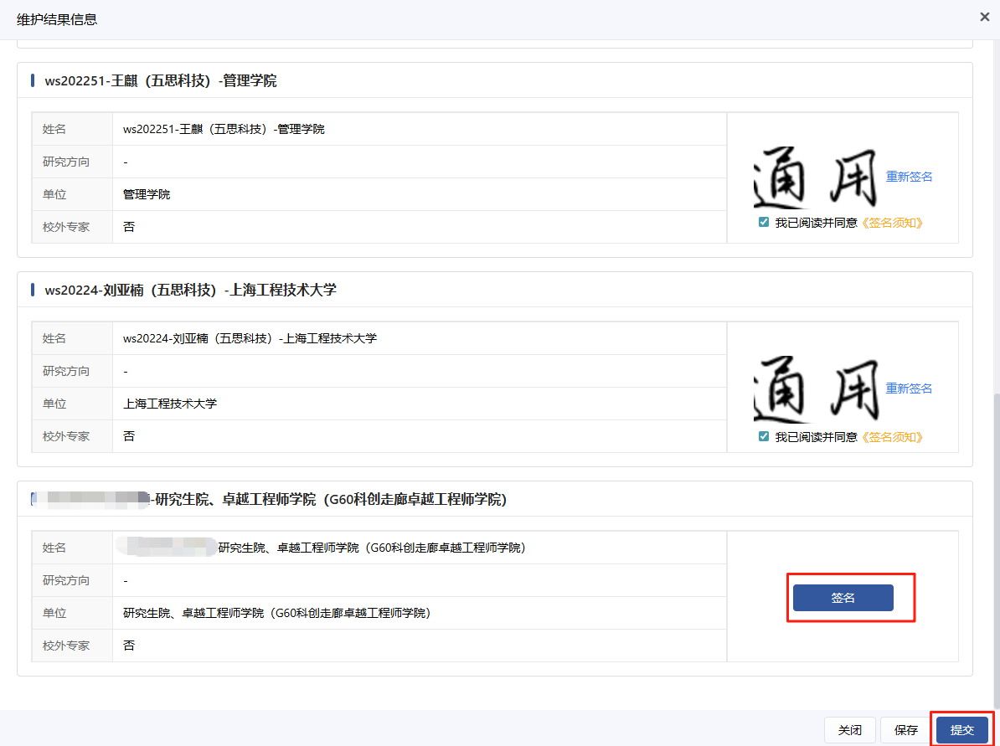 维护结果信息
ws202251-王麒（五思科技）-管理学院
姓名 ws202251-王麒（五思科技）-管理学院
研究方向 -
单位 管理学院
校外专家 否
通用 重新签名
我已阅读并同意《签名须知》
ws20224-刘亚楠（五思科技）-上海工程技术大学
姓名 ws20224-刘亚楠（五思科技）-上海工程技术大学
研究方向 -
单位 上海工程技术大学
校外专家 否
通用 重新签名
我已阅读并同意《签名须知》
-研究生院、卓越工程师学院（G60科创走廊卓越工程师学院）
姓名 研究生院、卓越工程师学院（G60科创走廊卓越工程师学院）
研究方向 -
单位 研究生院、卓越工程师学院（G60科创走廊卓越工程师学院）
校外专家 否
签名
关闭 保存 提交